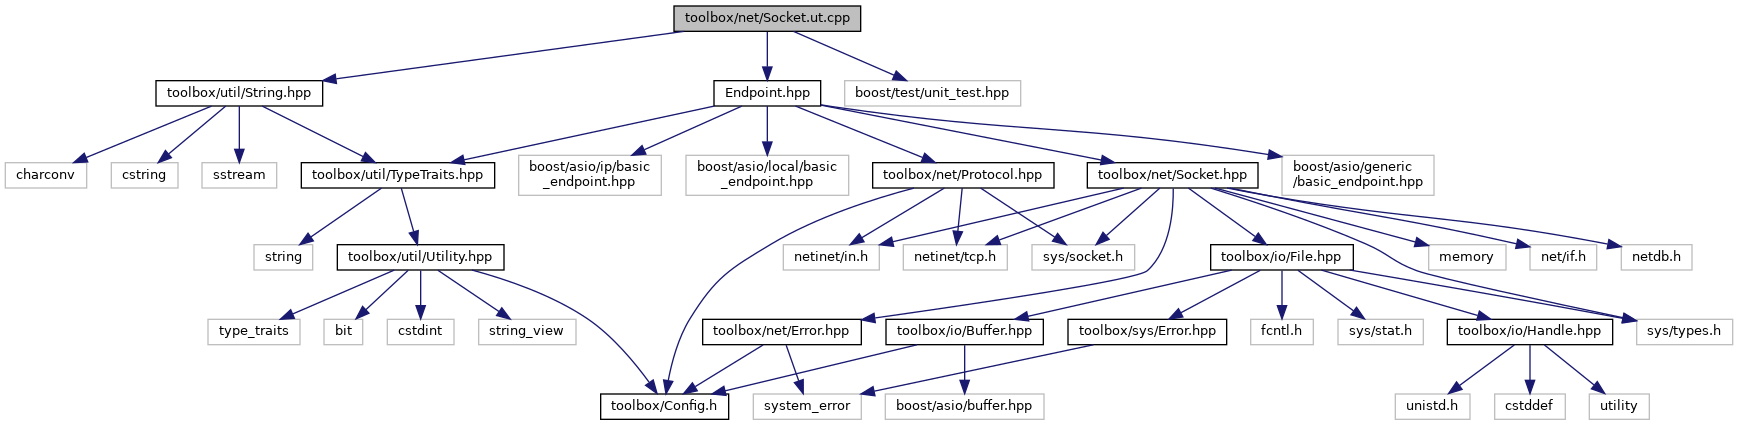 toolbox/net/Socket.ut.cpp
toolbox/util/String.hpp
Endpoint.hpp
boost/test/unit_test.hpp
charconv
cstring
sstream
toolbox/util/TypeTraits.hpp
boost/asio/ip/basic
_endpoint.hpp
boost/asio/local/basic
_endpoint.hpp
toolbox/net/Protocol.hpp
toolbox/net/Socket.hpp
boost/asio/generic
/basic_endpoint.hpp
string
toolbox/util/Utility.hpp
netinet/in.h
netinet/tcp.h
sys/socket.h
toolbox/io/File.hpp
memory
net/if.h
netdb.h
type_traits
bit
cstdint
string_view
toolbox/net/Error.hpp
toolbox/io/Buffer.hpp
toolbox/sys/Error.hpp
fcntl.h
sys/stat.h
toolbox/io/Handle.hpp
sys/types.h
toolbox/Config.h
system_error
boost/asio/buffer.hpp
unistd.h
cstddef
utility